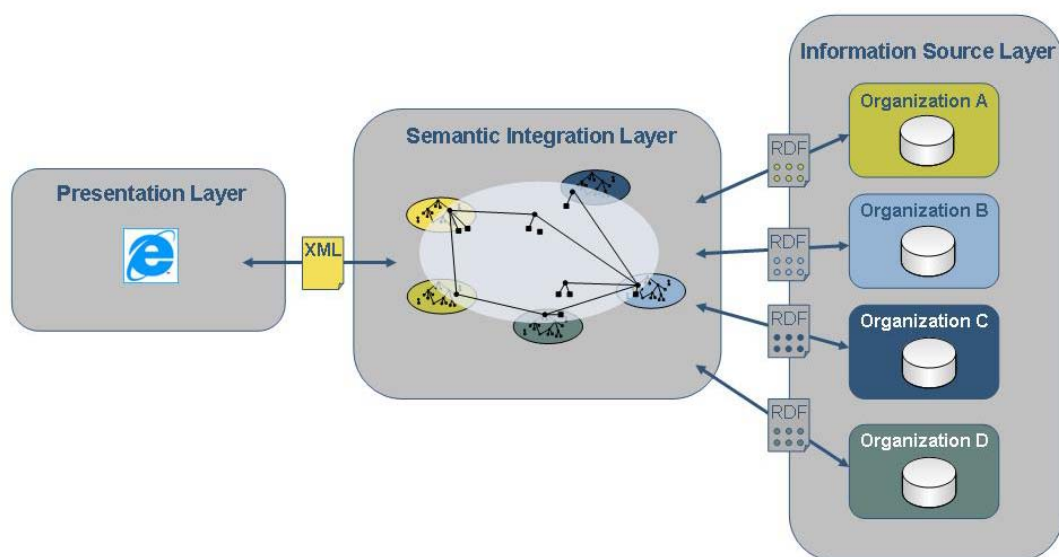 Information Source Layer
Organization A
Semantic Integration Layer
RDF
Presentation Layer
Organization B
XML
RDF
Organization C
RDF
Organization D
RDF